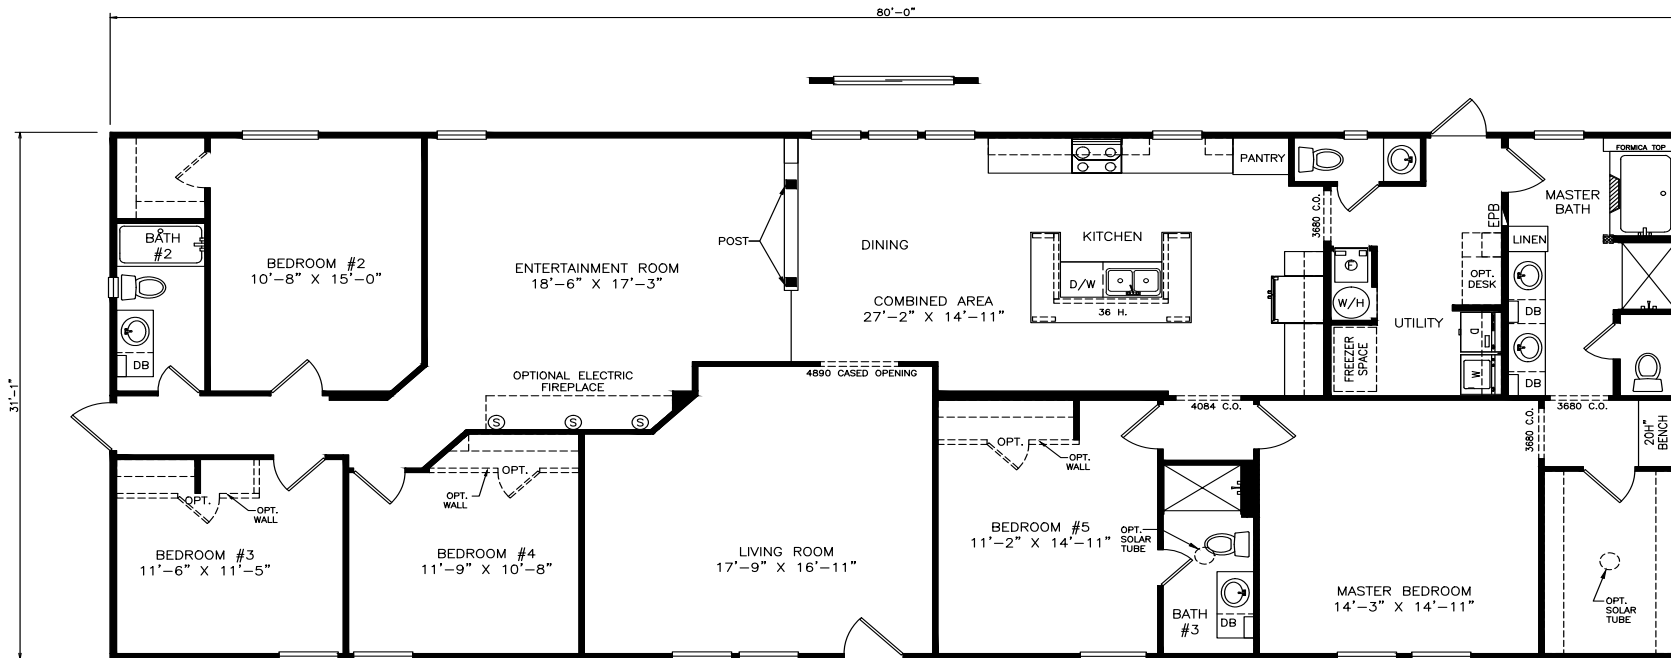 80'-0"
31'-1"
BATH
#2
DB
BEDROOM #2
10'-8" X 15'-0"
ENTERTAINMENT ROOM
18'-6" X 17'-3"
OPTIONAL ELECTRIC
FIREPLACE
S
S
S
POST
DINING
COMBINED AREA
27'-2" X 14'-11"
KITCHEN
D/W
36 H.
PANTRY
4890 CASED OPENING
3680 C.O.
F
W/H
FREEZER
SPACE
UTILITY
EPB
OPT.
DESK
D
W
FORMICA TOP
MASTER
BATH
LINEN
DB
DB
4084 C.O.
3680 C.O.
3680 C.O.
20H"
BENCH
OPT.
OPT.
WALL
BEDROOM #3
11'-6" X 11'-5"
OPT.
OPT.
WALL
BEDROOM #4
11'-9" X 10'-8"
LIVING ROOM
17'-9" X 16'-11"
OPT.
OPT.
WALL
BEDROOM #5
11'-2" X 14'-11"
OPT.
SOLAR
TUBE
BATH
#3
DB
MASTER BEDROOM
14'-3" X 14'-11"
OPT.
SOLAR
TUBE